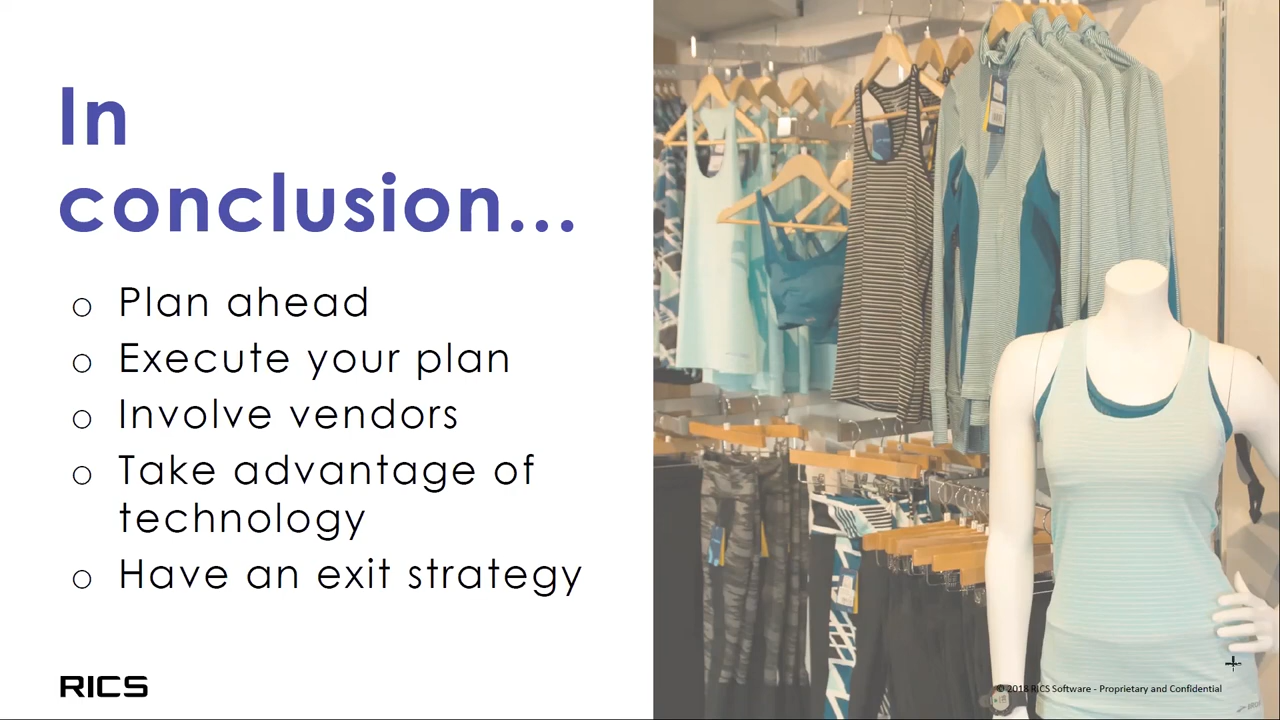 In
conclusion...
Plan ahead
Execute your plan
Involve vendors
Take advantage of
technology
Have an exit strategy
RICS
© 2018 RICS Software - Proprietary and Confidential